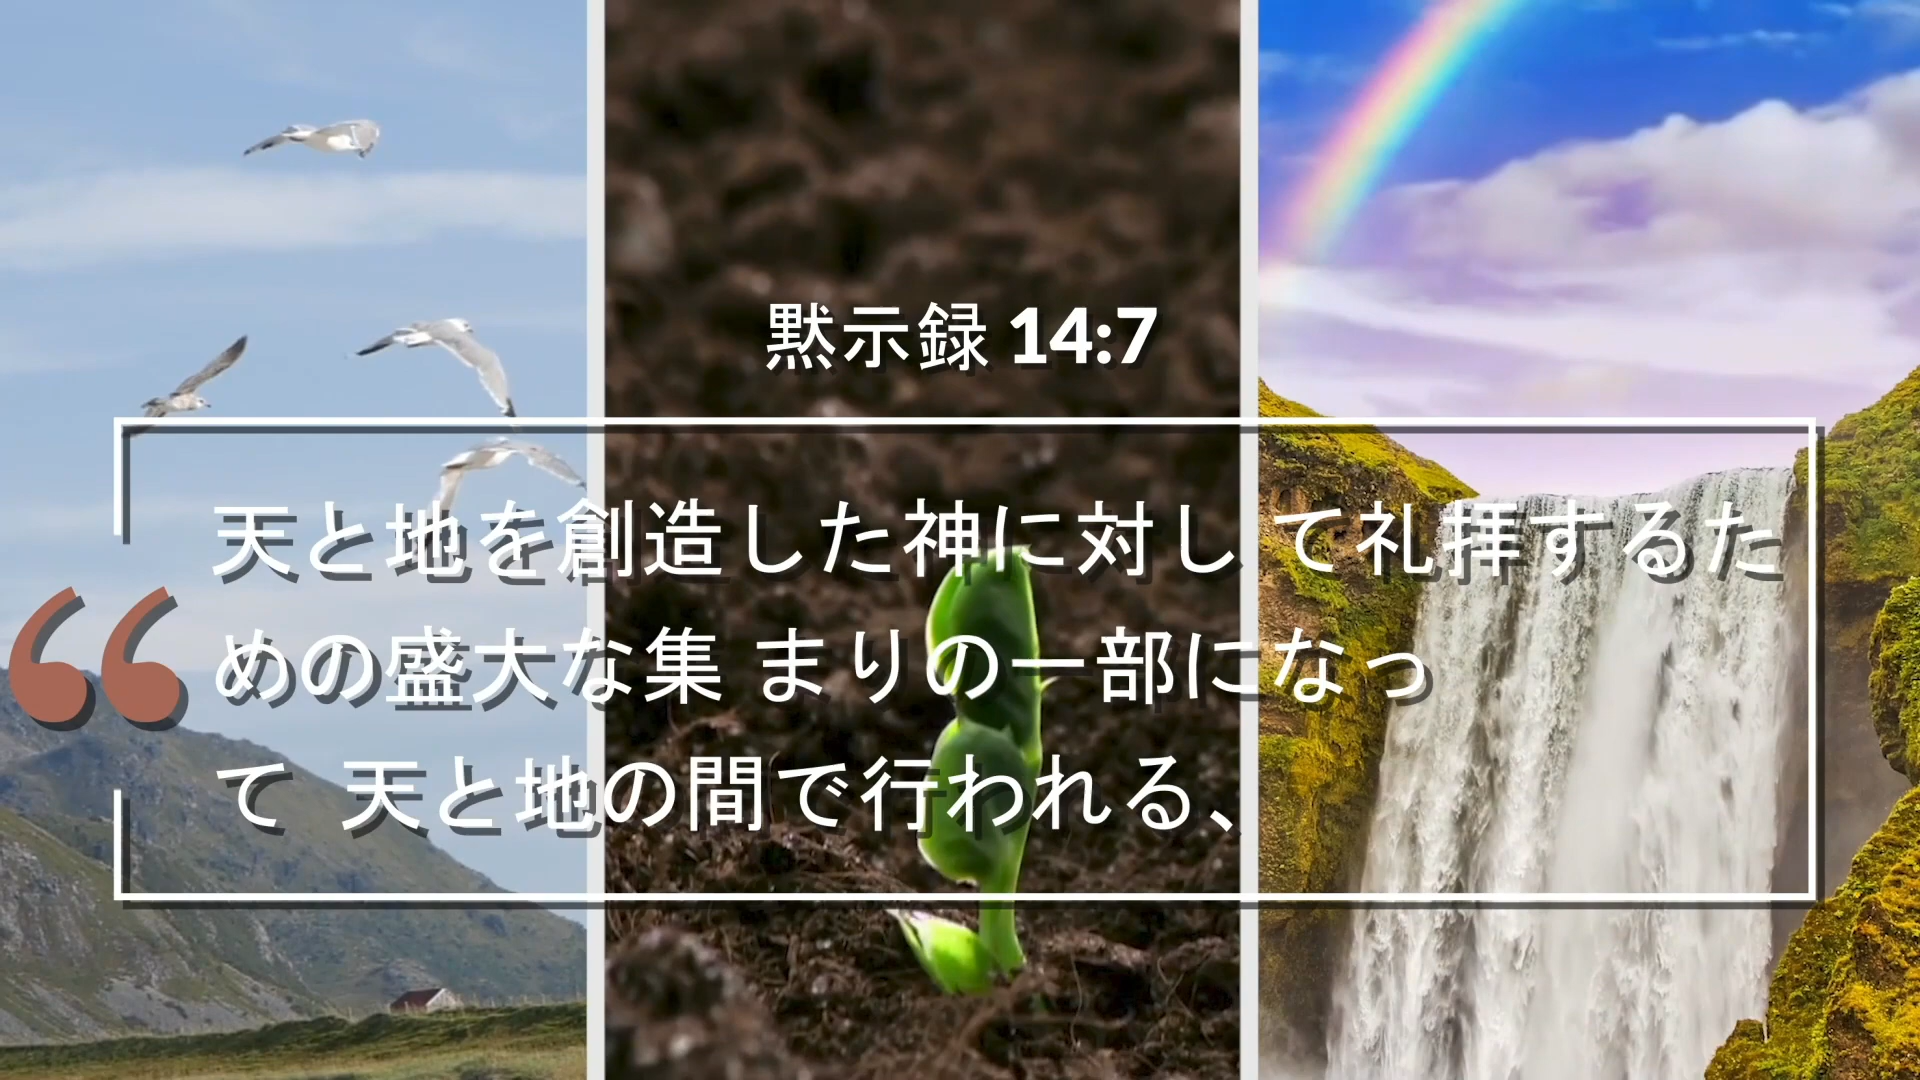 黙示録 14:7
天と地を創造した神に対し て礼拝するた
めの盛大な集 まりの一部になっ
て 天と地の間で行われる、